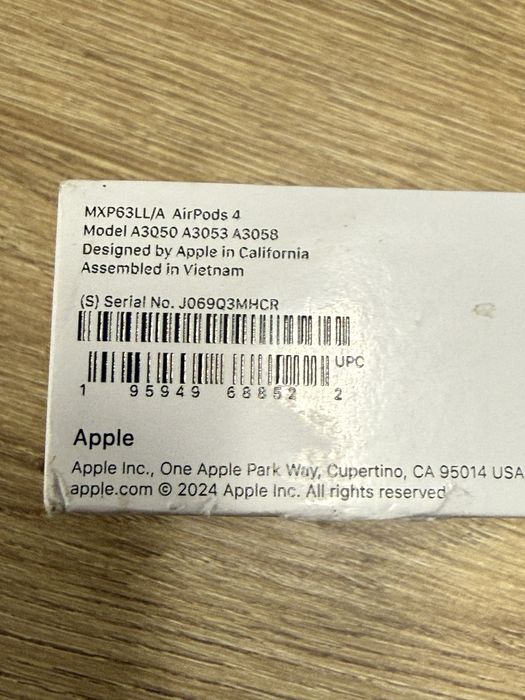 MXP63LL/A AirPods 4
Model A3050 A3053 A3058
Designed by Apple in California
Assembled in Vietnam
(S) Serial No. J069Q3MHCR
UPC
1 95949 68852 2
Apple
Apple Inc., One Apple Park Way, Cupertino, CA 95014 USA
apple.com © 2024 Apple Inc. All rights reserved